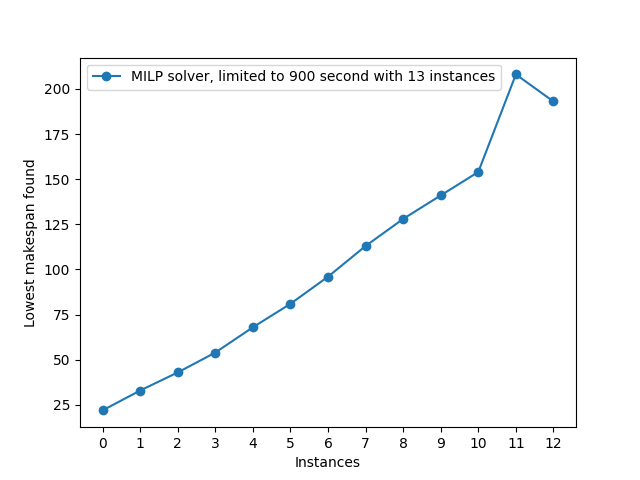 MILP solver, limited to 900 second with 13 instances
200
175
150
125
100
75
50
25
Lowest makespan found
0 1 2 3 4 5 6 7 8 9 10 11 12
Instances